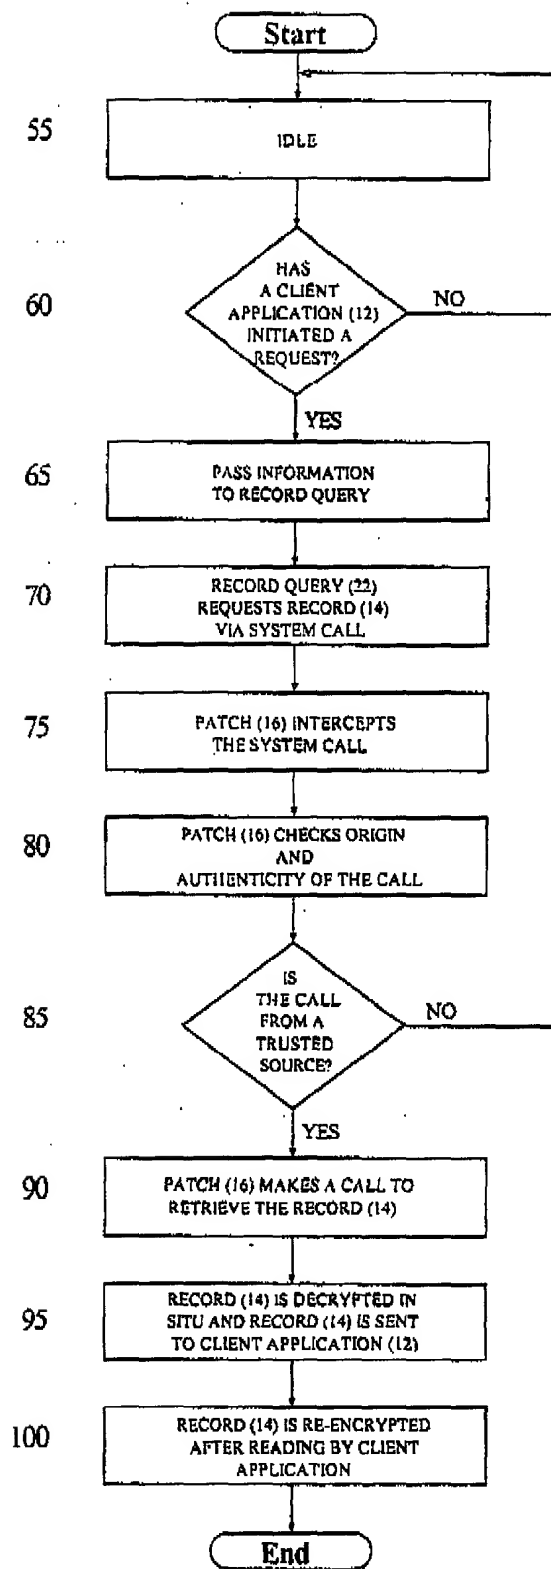 Start
55
IDLE
60
HAS
A CLIENT
APPLICATION (12)
INITIATED A
REQUEST?
NO
YES
65
PASS INFORMATION
TO RECORD QUERY
70
RECORD QUERY (22)
REQUESTS RECORD (14)
VIA SYSTEM CALL
75
PATCH (16) INTERCEPTS
THE SYSTEM CALL
80
PATCH (16) CHECKS ORIGIN
AND
AUTHENTICITY OF THE CALL
85
IS
THE CALL
FROM A
TRUSTED
SOURCE?
NO
YES
90
PATCH (16) MAKES A CALL TO
RETRIEVE THE RECORD (14)
95
RECORD (14) IS DECRYPTED IN
SITU AND RECORD (14) IS SENT
TO CLIENT APPLICATION (12)
100
RECORD (14) IS RE-ENCRYPTED
AFTER READING BY CLIENT
APPLICATION
End